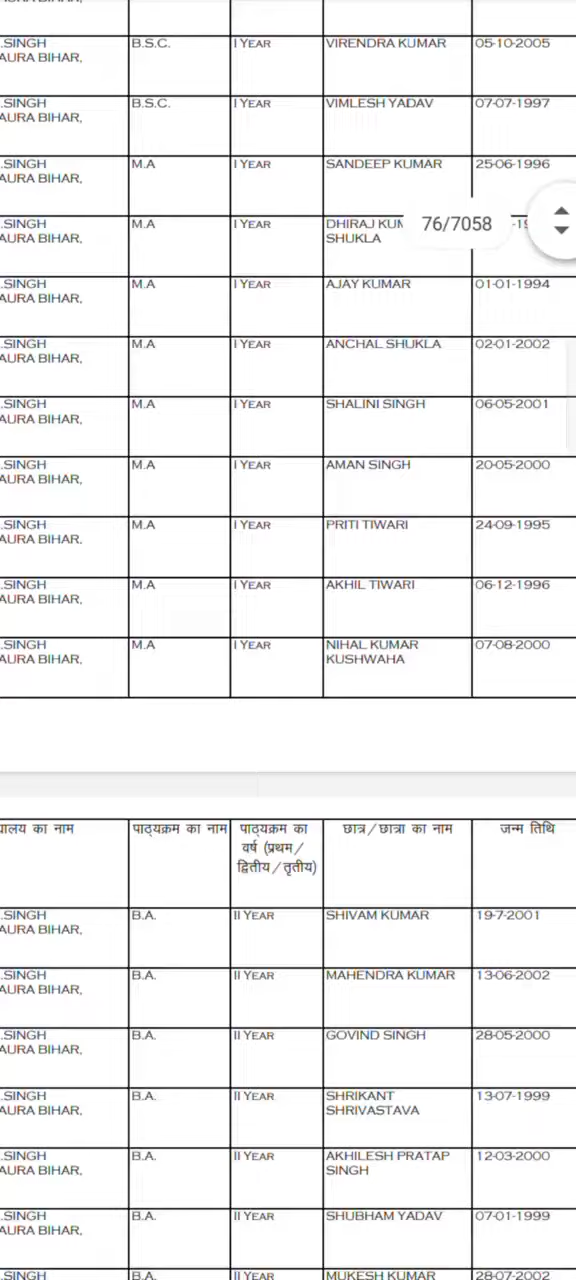 .SINGH B.S.C. I YEAR VIRENDRA KUMAR 05-10-2005
AURA BIHAR,
.SINGH B.S.C. I YEAR VIMLESH YADAV 07-07-1997
AURA BIHAR,
.SINGH M.A I YEAR SANDEEP KUMAR 25-06-1996
AURA BIHAR,
.SINGH M.A I YEAR DHIRAJ 76/7058
AURA BIHAR, SHUKLA
.SINGH M.A I YEAR AJAY KUMAR 01-01-1994
AURA BIHAR,
.SINGH M.A I YEAR ANCHAL SHUKLA 02-01-2002
AURA BIHAR,
.SINGH M.A I YEAR SHALINI SINGH 06-05-2001
AURA BIHAR,
.SINGH M.A I YEAR AMAN SINGH 20-05-2000
AURA BIHAR,
.SINGH M.A I YEAR PRITI TIWARI 24-09-1995
AURA BIHAR,
.SINGH M.A I YEAR AKHIL TIWARI 06-12-1996
AURA BIHAR,
.SINGH M.A I YEAR NIHAL KUMAR 07-08-2000
AURA BIHAR, KUSHWAHA
का नाम पाठ्यक्रम का नाम पाठ्यक्रम का छात्र/छात्रा का नाम जन्म तिथि
वर्ष (प्रथम/
द्वितीय/तृतीय)
.SINGH B.A. II YEAR SHIVAM KUMAR 19-7-2001
AURA BIHAR,
.SINGH B.A. II YEAR MAHENDRA KUMAR 13-06-2002
AURA BIHAR,
.SINGH B.A. II YEAR GOVIND SINGH 28-05-2000
AURA BIHAR,
.SINGH B.A. II YEAR SHRIKANT 13-07-1999
AURA BIHAR, SHRIVASTAVA
.SINGH B.A. II YEAR AKHILESH PRATAP 12-03-2000
AURA BIHAR, SINGH
.SINGH B.A. II YEAR SHUBHAM YADAV 07-01-1999
AURA BIHAR,
.SINGH B.A. II YEAR MUKESH KUMAR 28-07-2002